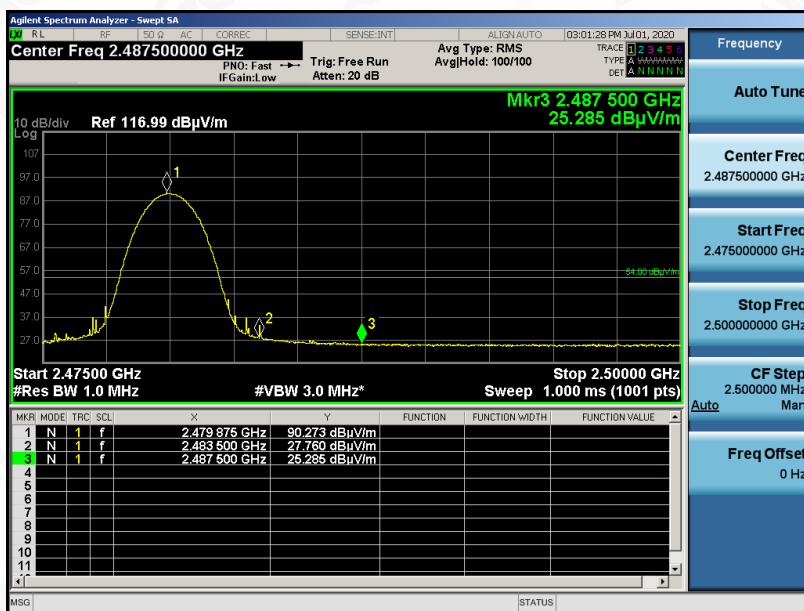 Agilent Spectrum Analyzer - Swept SA
LXI RL RF 50 Ω AC CORREC SENSE:INT ALIGN AUTO 03:01:28 PM Jul 01, 2020
Center Freq 2.487500000 GHz
PNO: Fast
IFGain:Low
Trig: Free Run
Atten: 20 dB
Avg Type: RMS
Avg|Hold: 100/100
TRACE 1 2 3 4 5 6
TYPE A WWWWW
DET A N N N N N
Mkr3 2.487 500 GHz
25.285 dBµV/m
10 dB/div Ref 116.99 dBµV/m
Log
107
97.0
87.0
77.0
67.0
57.0
47.0
37.0
27.0
1
2
3
54.00 dBµV/m
Start 2.47500 GHz Stop 2.50000 GHz
#Res BW 1.0 MHz #VBW 3.0 MHz* Sweep 1.000 ms (1001 pts)
MKR MODE TRC SCL X Y FUNCTION FUNCTION WIDTH FUNCTION VALUE
1 N 1 f 2.479 875 GHz 90.273 dBµV/m
2 N 1 f 2.483 500 GHz 27.760 dBµV/m
3 N 1 f 2.487 500 GHz 25.285 dBµV/m
4
5
6
7
8
9
10
11
MSG STATUS
Frequency
Auto Tune
Center Freq
2.487500000 GHz
Start Freq
2.475000000 GHz
Stop Freq
2.500000000 GHz
CF Step
2.500000 MHz
Auto Man
Freq Offset
0 Hz